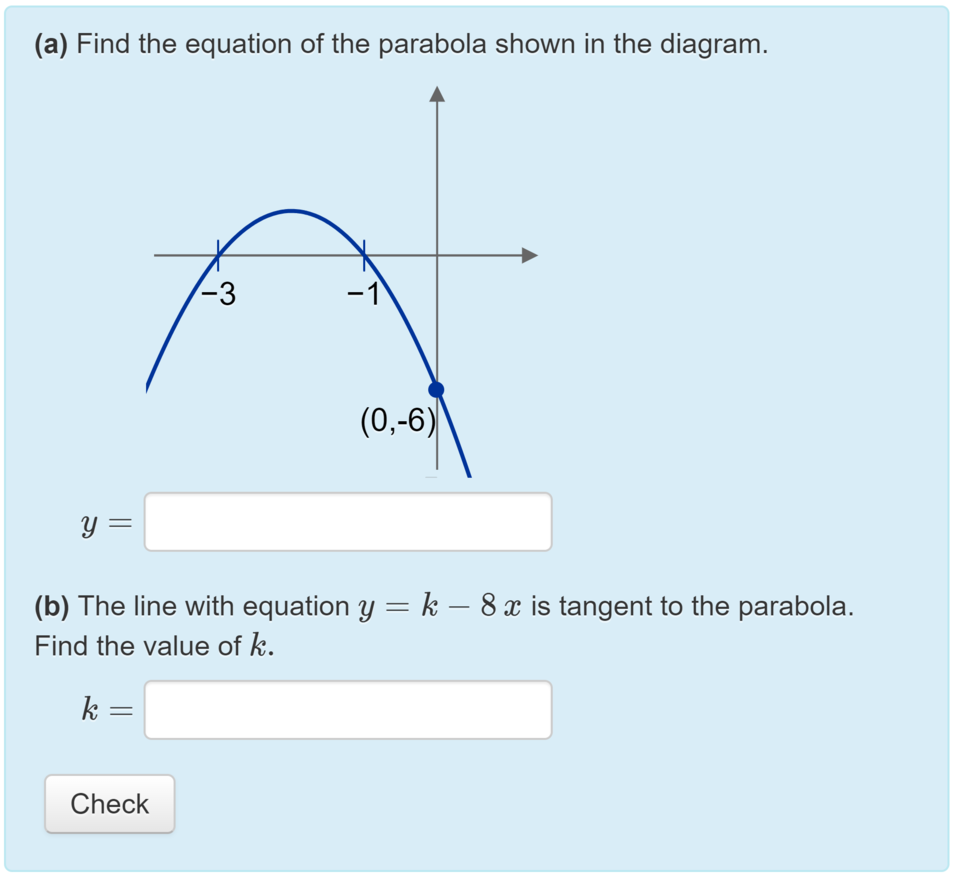 (a) Find the equation of the parabola shown in the diagram.
−3
−1
(0,-6)
y =
(b) The line with equation y = k − 8 x is tangent to the parabola.
Find the value of k.
k =
Check